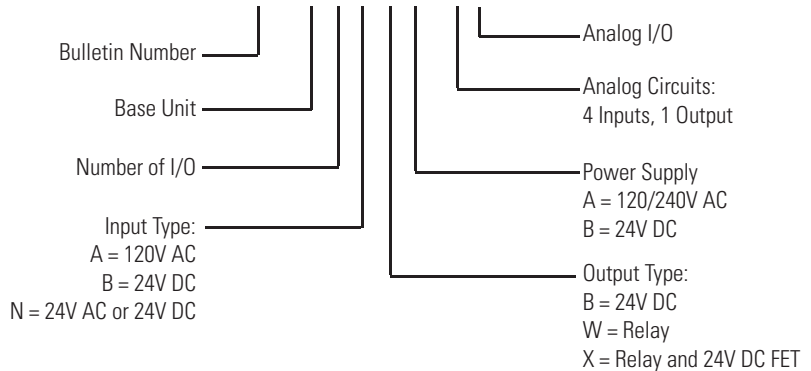 Bulletin Number
Base Unit
Number of I/O
Input Type:
A = 120V AC
B = 24V DC
N = 24V AC or 24V DC
Analog I/O
Analog Circuits:
4 Inputs, 1 Output
Power Supply
A = 120/240V AC
B = 24V DC
Output Type:
B = 24V DC
W = Relay
X = Relay and 24V DC FET